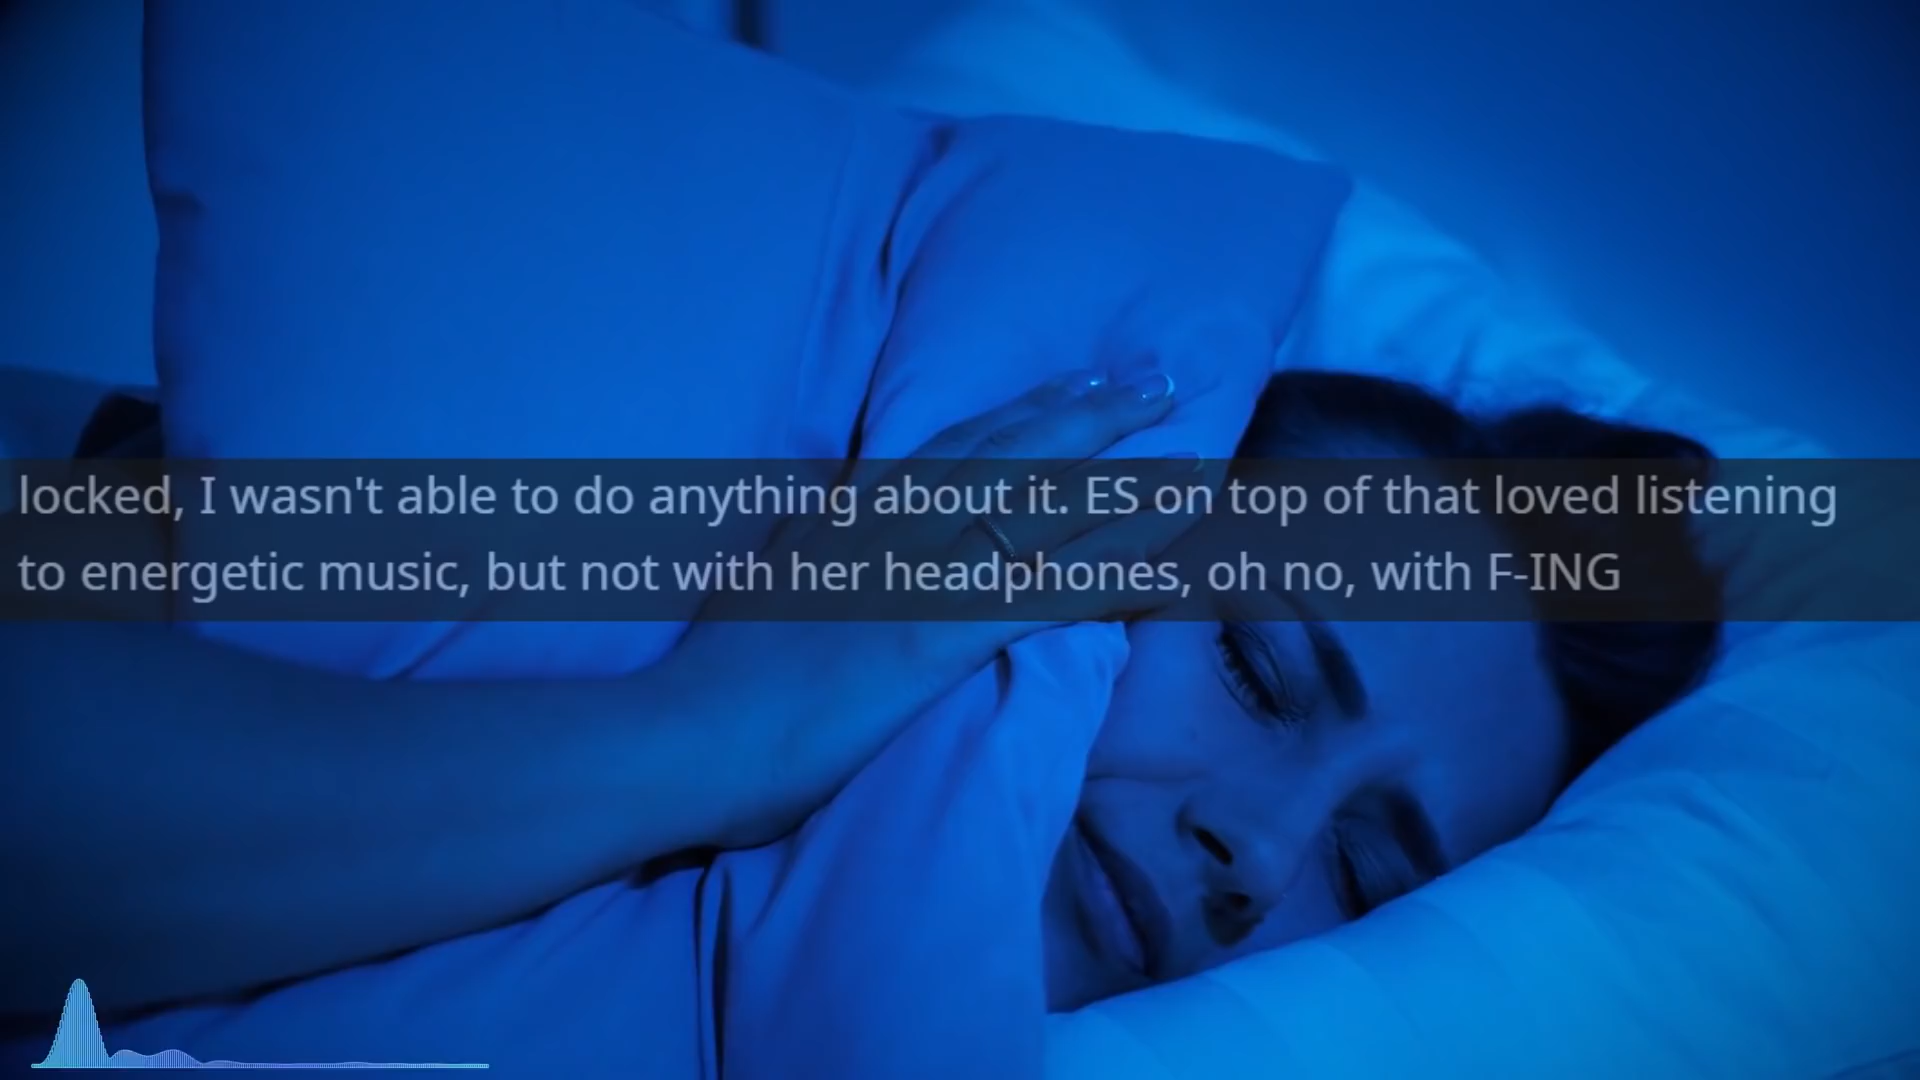 locked, I wasn't able to do anything about it. ES on top of that loved listening
to energetic music, but not with her headphones, oh no, with F-ING